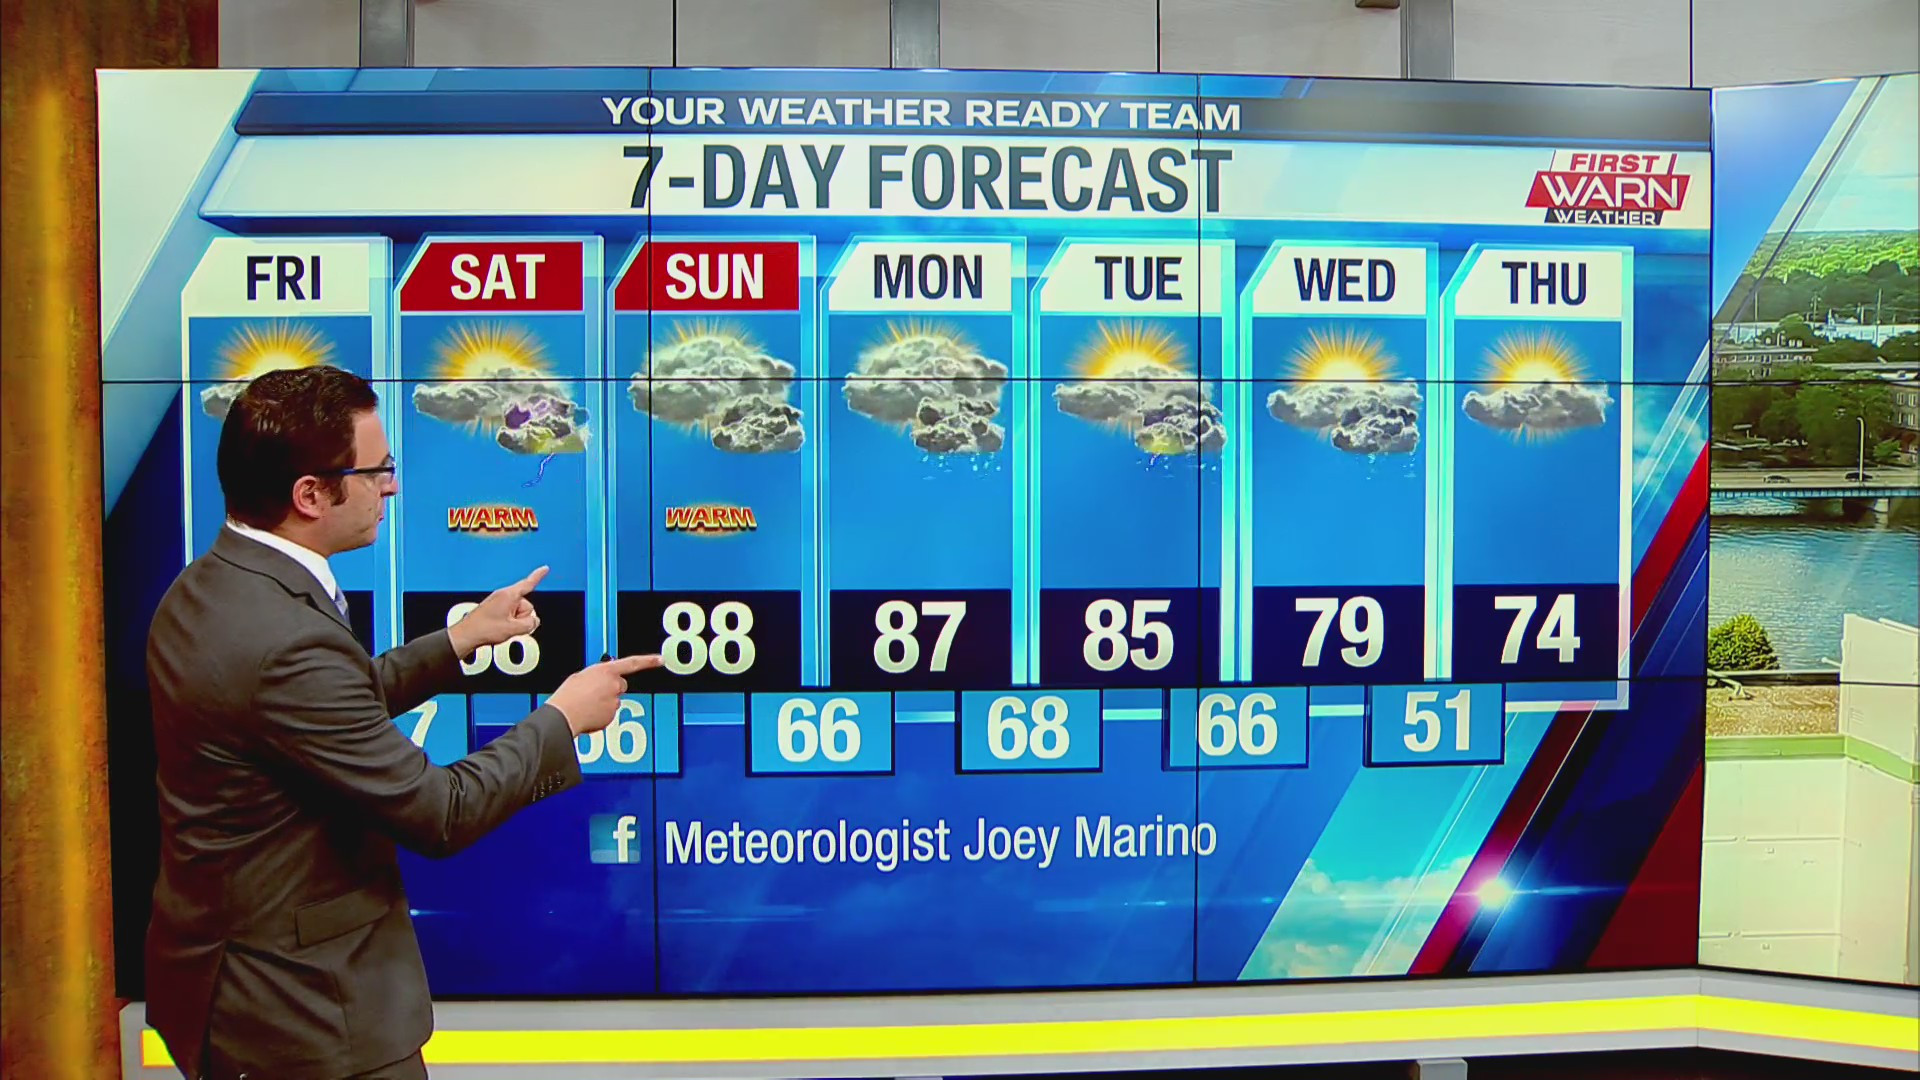 YOUR WEATHER READY TEAM
7-DAY FORECAST
FIRST
WARN
WEATHER
FRI SAT SUN MON TUE WED THU
WARM WARM
88 87 85 79 74
66 68 66 51
f Meteorologist Joey Marino